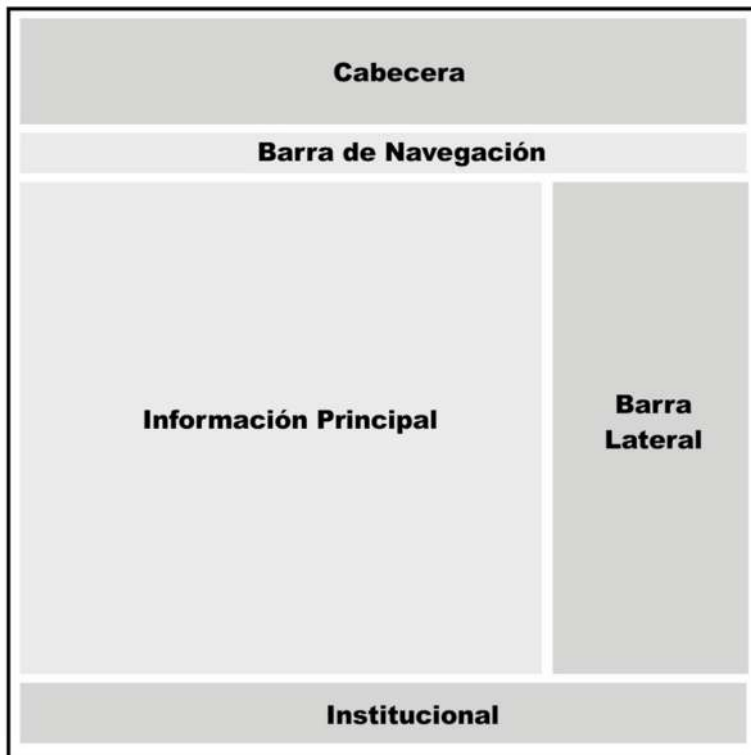 Cabecera
Barra de Navegación
Información Principal
Barra
Lateral
Institucional